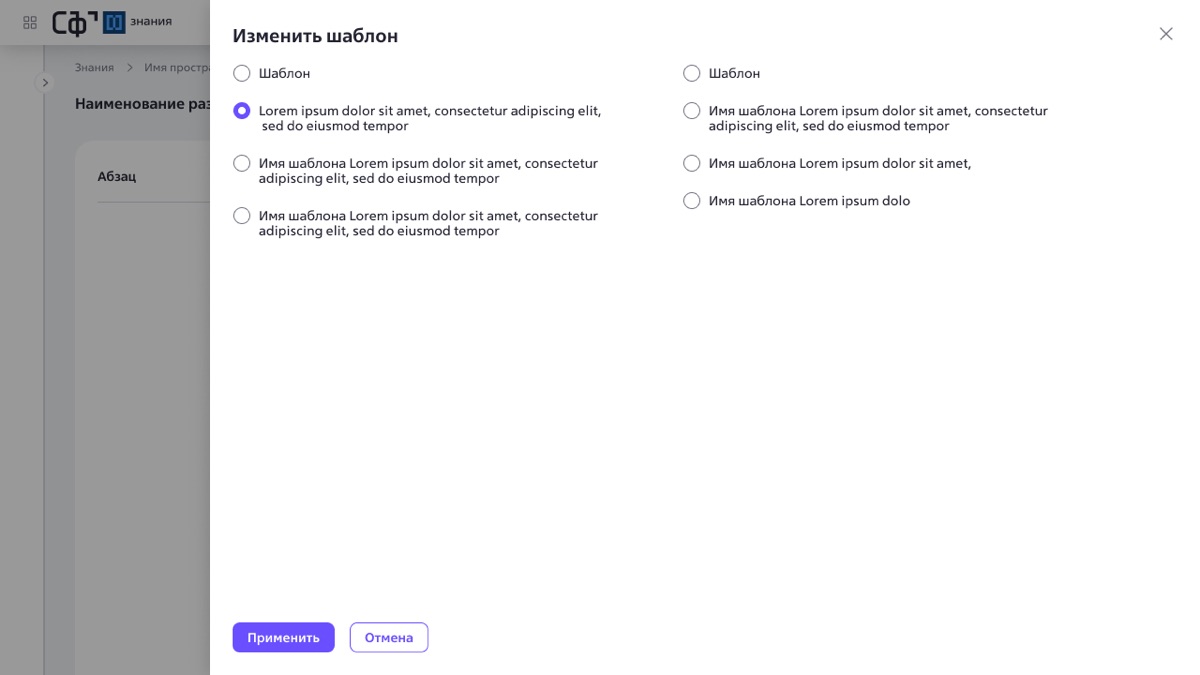 сф знания
Изменить шаблон
Знания
Имя простра
Наименование раз
Абзац
Шаблон
Lorem ipsum dolor sit amet, consectetur adipiscing elit,
sed do eiusmod tempor
Имя шаблона Lorem ipsum dolor sit amet, consectetur
adipiscing elit, sed do eiusmod tempor
Имя шаблона Lorem ipsum dolor sit amet, consectetur
adipiscing elit, sed do eiusmod tempor
Шаблон
Имя шаблона Lorem ipsum dolor sit amet, consectetur
adipiscing elit, sed do eiusmod tempor
Имя шаблона Lorem ipsum dolor sit amet,
Имя шаблона Lorem ipsum dolo
Применить
Отмена